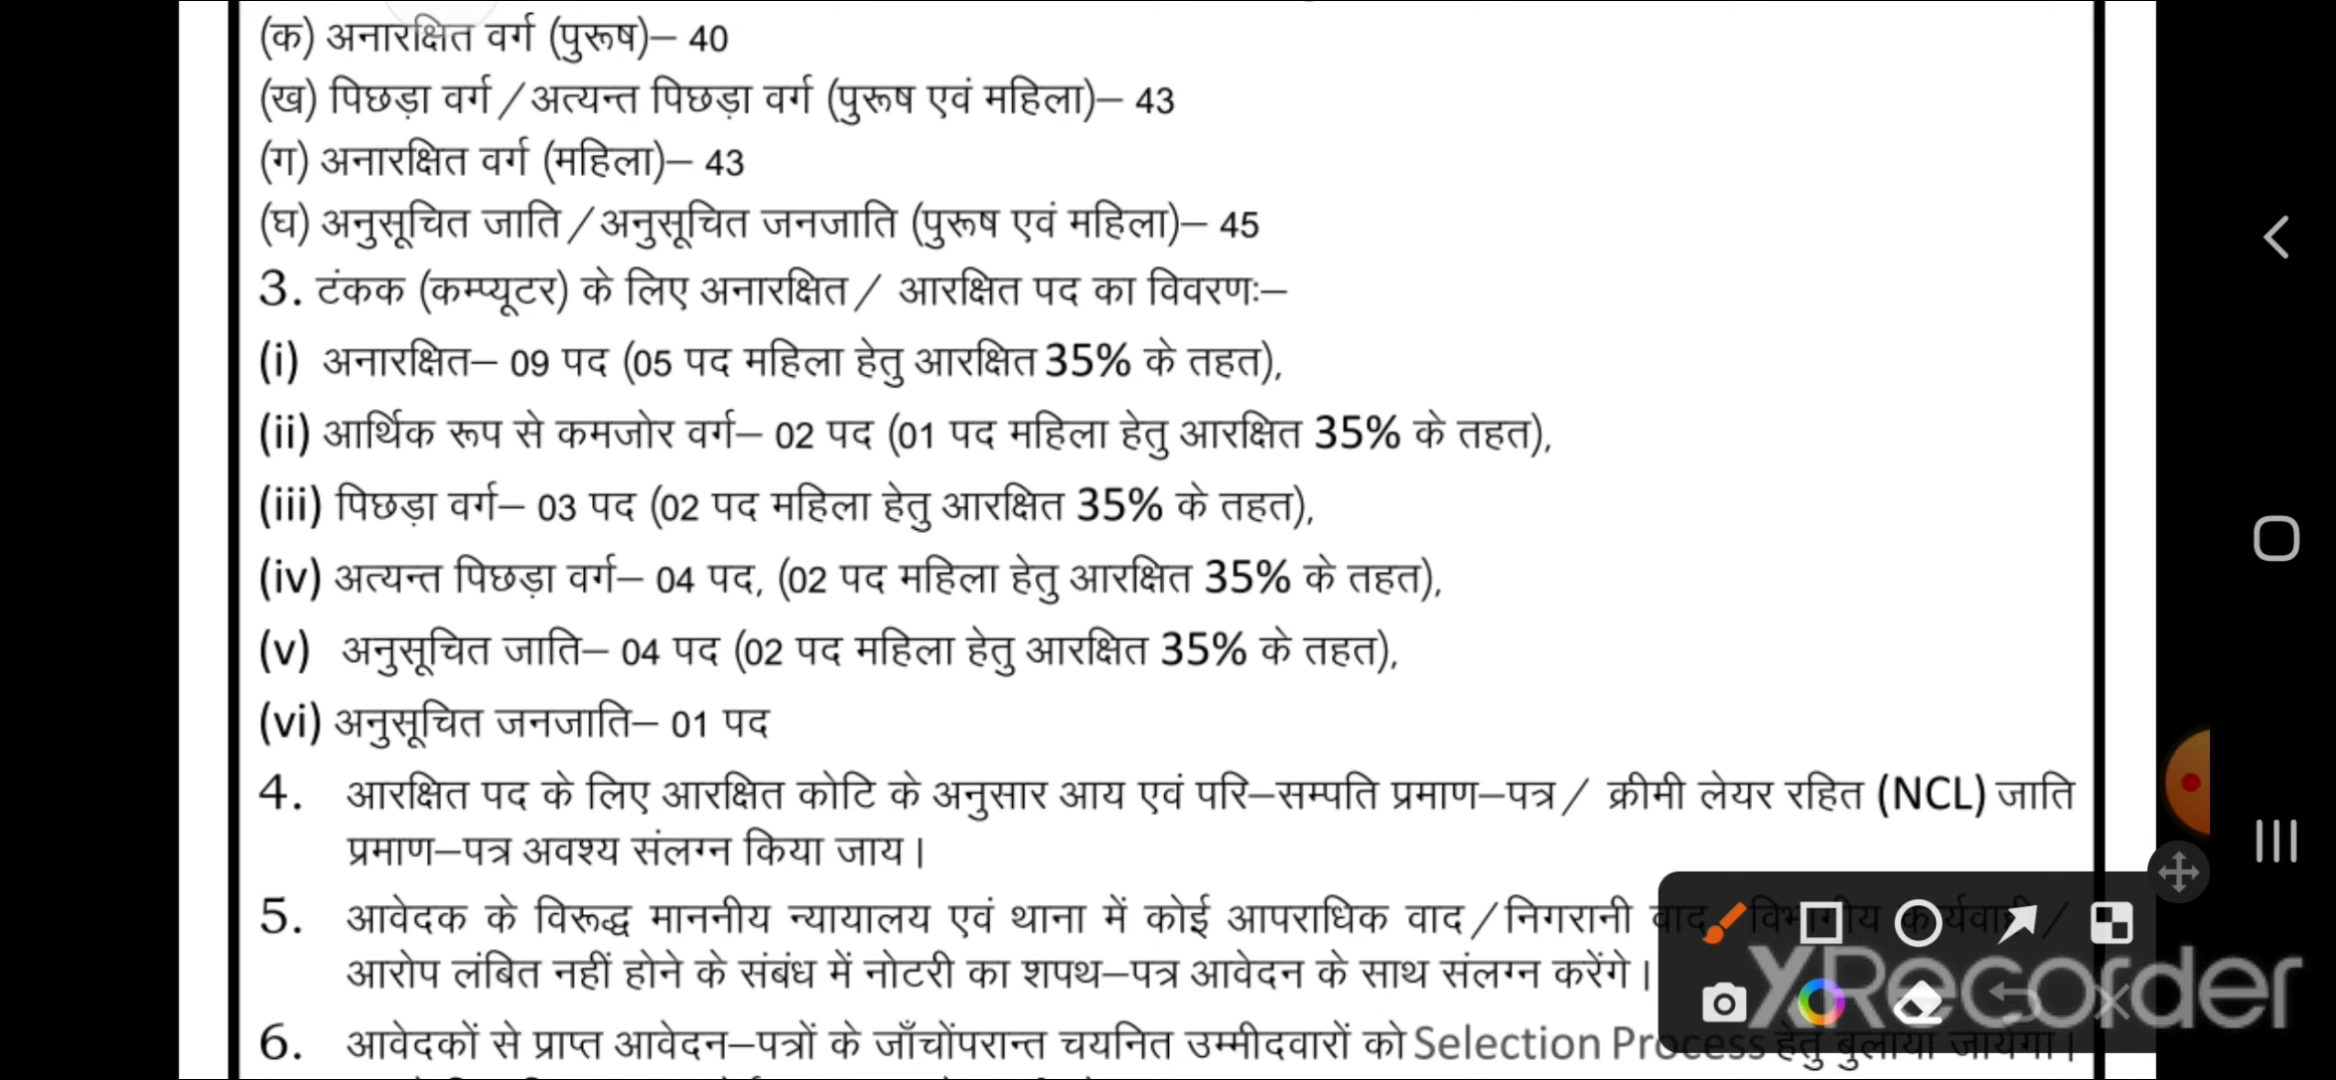 (क) अनारक्षित वर्ग (पुरूष)– 40
(ख) पिछड़ा वर्ग/अत्यन्त पिछड़ा वर्ग (पुरूष एवं महिला)– 43
(ग) अनारक्षित वर्ग (महिला)– 43
(घ) अनुसूचित जाति/अनुसूचित जनजाति (पुरूष एवं महिला)– 45
3. टंकक (कम्प्यूटर) के लिए अनारक्षित/ आरक्षित पद का विवरणः–
(i) अनारक्षित– 09 पद (05 पद महिला हेतु आरक्षित 35% के तहत),
(ii) आर्थिक रूप से कमजोर वर्ग– 02 पद (01 पद महिला हेतु आरक्षित 35% के तहत),
(iii) पिछड़ा वर्ग– 03 पद (02 पद महिला हेतु आरक्षित 35% के तहत),
(iv) अत्यन्त पिछड़ा वर्ग– 04 पद, (02 पद महिला हेतु आरक्षित 35% के तहत),
(v) अनुसूचित जाति– 04 पद (02 पद महिला हेतु आरक्षित 35% के तहत),
(vi) अनुसूचित जनजाति– 01 पद
4. आरक्षित पद के लिए आरक्षित कोटि के अनुसार आय एवं परि–सम्पति प्रमाण–पत्र/ क्रीमी लेयर रहित (NCL) जाति
प्रमाण–पत्र अवश्य संलग्न किया जाय।
5. आवेदक के विरूद्ध माननीय न्यायालय एवं थाना में कोई आपराधिक वाद/निगरानी वाद
आरोप लंबित नहीं होने के संबंध में नोटरी का शपथ–पत्र आवेदन के साथ संलग्न करेंगे।
6. आवेदकों से प्राप्त आवेदन–पत्रों के जाँचोंपरान्त चयनित उम्मीदवारों को Selection Process हेतु बुलाया जायेगा।
XRecorder